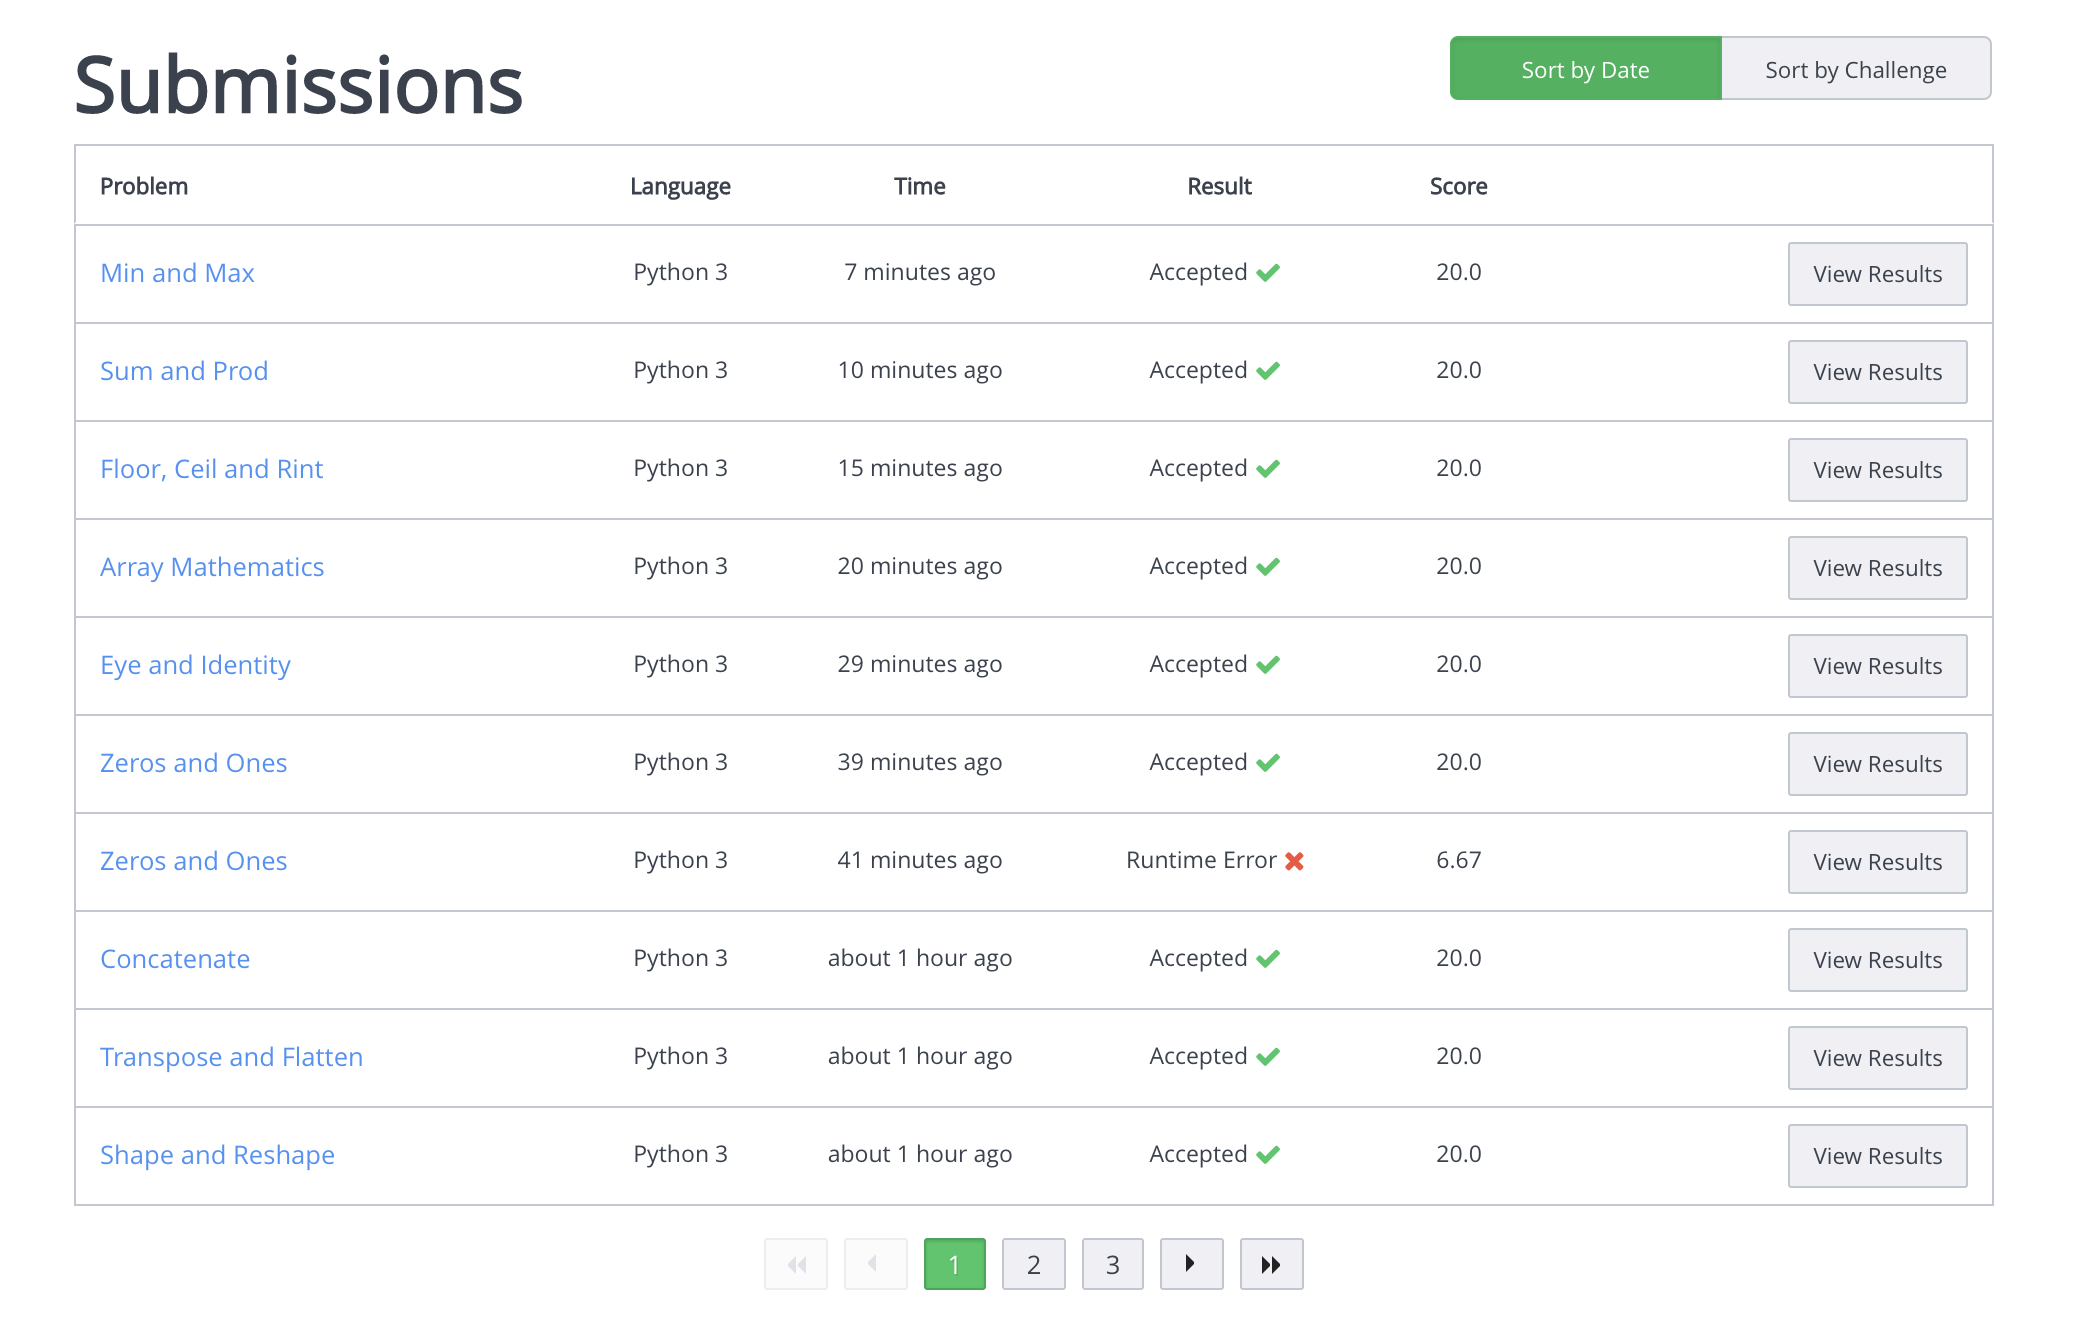 Submissions
Sort by Date Sort by Challenge
Problem Language Time Result Score
Min and Max Python 3 7 minutes ago Accepted 20.0 View Results
Sum and Prod Python 3 10 minutes ago Accepted 20.0 View Results
Floor, Ceil and Rint Python 3 15 minutes ago Accepted 20.0 View Results
Array Mathematics Python 3 20 minutes ago Accepted 20.0 View Results
Eye and Identity Python 3 29 minutes ago Accepted 20.0 View Results
Zeros and Ones Python 3 39 minutes ago Accepted 20.0 View Results
Zeros and Ones Python 3 41 minutes ago Runtime Error 6.67 View Results
Concatenate Python 3 about 1 hour ago Accepted 20.0 View Results
Transpose and Flatten Python 3 about 1 hour ago Accepted 20.0 View Results
Shape and Reshape Python 3 about 1 hour ago Accepted 20.0 View Results
1 2 3